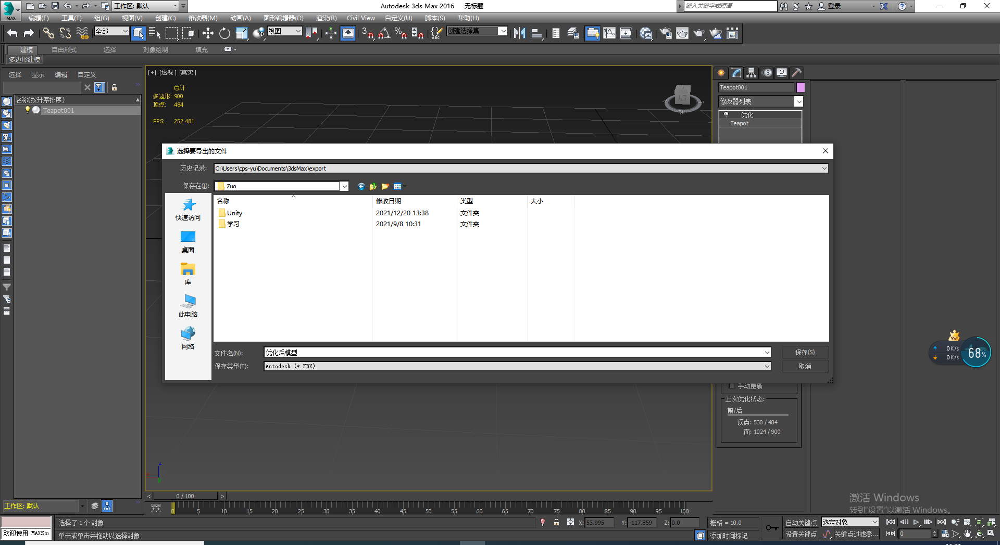 工作区: 默认
Autodesk 3ds Max 2016 无标题
键入关键字或短语
登录
MAX
编辑(E) 工具(T) 组(G) 视图(V) 创建(C) 修改器(M) 动画(A) 图形编辑器(D) 渲染(R) Civil View 自定义(U) 脚本(S) 帮助(H)
全部
视图
3
%
ABC
创建选择集
建模 自由形式 选择 对象绘制 填充
多边形建模
选择 显示 编辑 自定义
名称(按升序排序)
Teapot001
[+] [透视] [真实]
总计
多边形: 900
顶点: 484
FPS: 252.481
后
Teapot001
修改器列表
优化
Teapot
选择要导出的文件
历史记录: C:\Users\cps-yu\Documents\3dsMax\export
保存在(I): Zuo
名称 修改日期 类型 大小
Unity 2021/12/20 13:38 文件夹
学习 2021/9/8 10:31 文件夹
快速访问
桌面
库
此电脑
网络
文件名(N): 优化后模型
保存(S)
保存类型(T): Autodesk (*.FBX)
取消
VIP
0K/s
0K/s
68%
手动更新
上次优化状态:
前/后
顶点: 530 / 484
面: 1024 / 900
z
x
0 / 100
工作区: 默认
0 5 10 15 20 25 30 35 40 45 50 55 60 65 70 75 80 85 90 95 100
激活 Windows
转到"设置"以激活 Windows。
选择了 1 个 对象
X: 53.995 Y: -117.859 Z: 0.0
栅格 = 10.0
自动关键点 选定对象
欢迎使用 MAXSc
单击或单击并拖动以选择对象
添加时间标记
设置关键点 关键点过滤器...
0